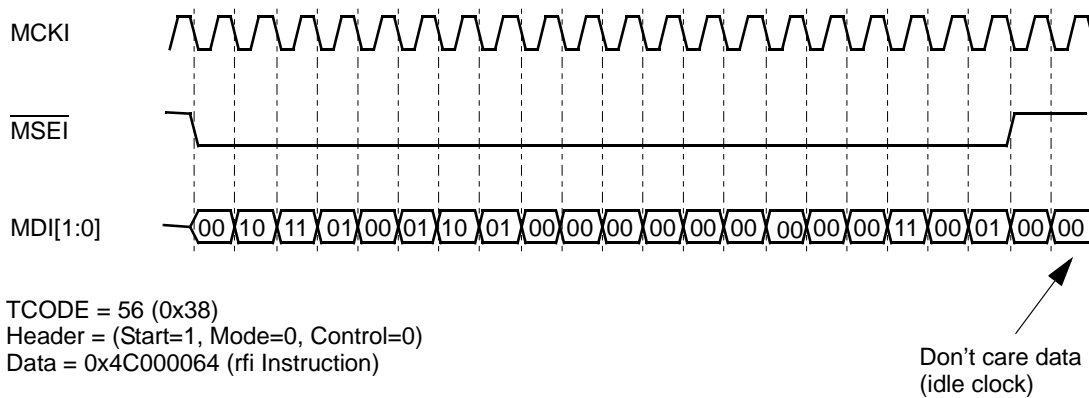 MCKI
MSEI
MDI[1:0]
00 10 11 01 00 01 10 01 00 00 00 00 00 00 00 00 00 11 00 01 00 00
TCODE = 56 (0x38)
Header = (Start=1, Mode=0, Control=0)
Data = 0x4C000064 (rfi Instruction)
Don't care data
(idle clock)